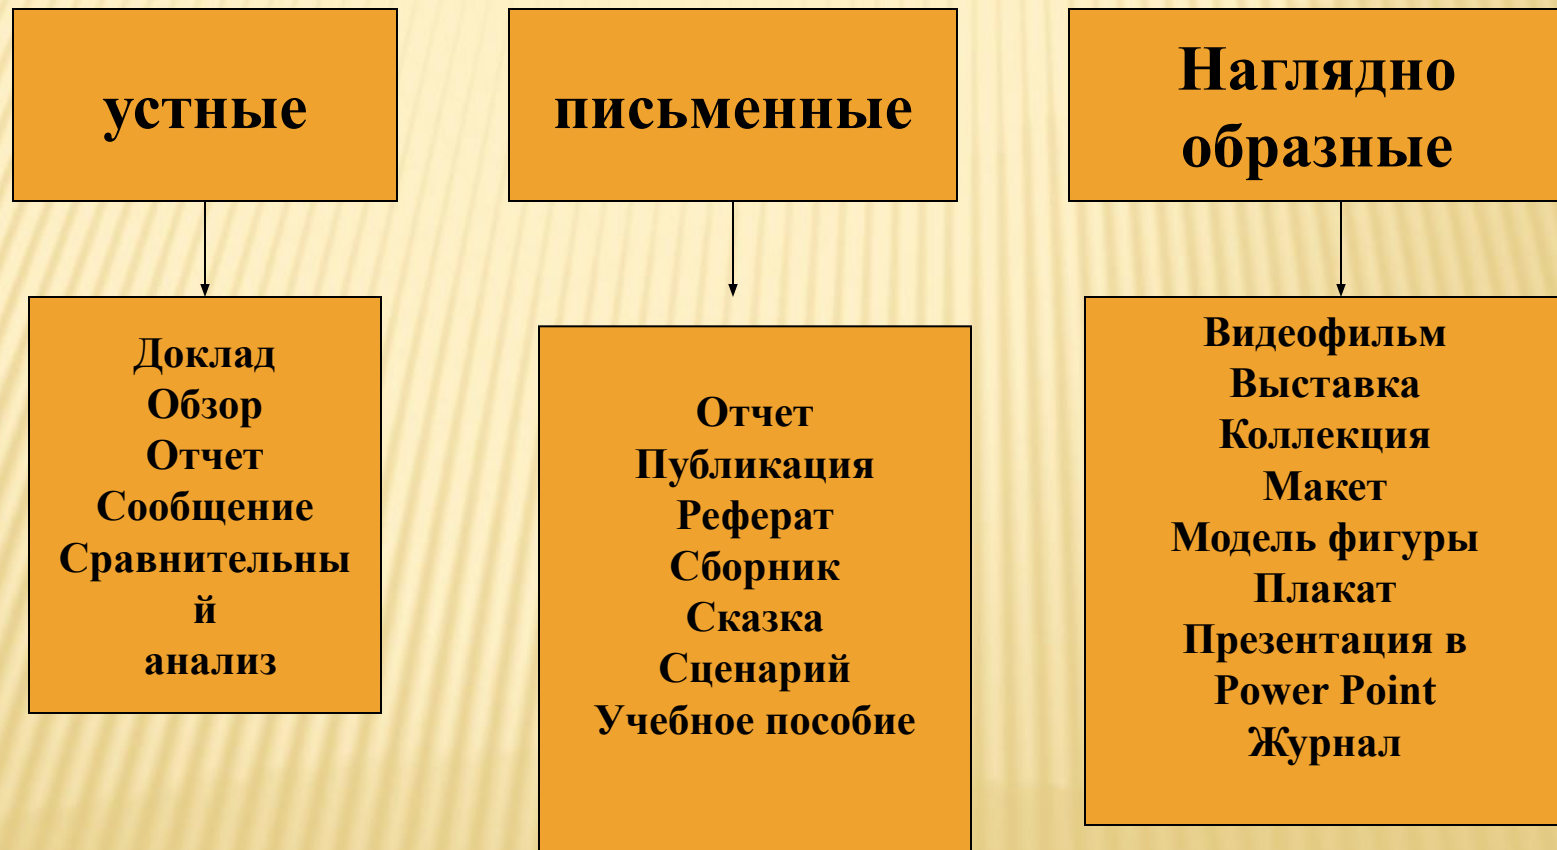 устные
Доклад
Обзор
Отчет
Сообщение
Сравнительны
й
анализ
письменные
Отчет
Публикация
Реферат
Сборник
Сказка
Сценарий
Учебное пособие
Наглядно
образные
Видеофильм
Выставка
Коллекция
Макет
Модель фигуры
Плакат
Презентация в
Power Point
Журнал